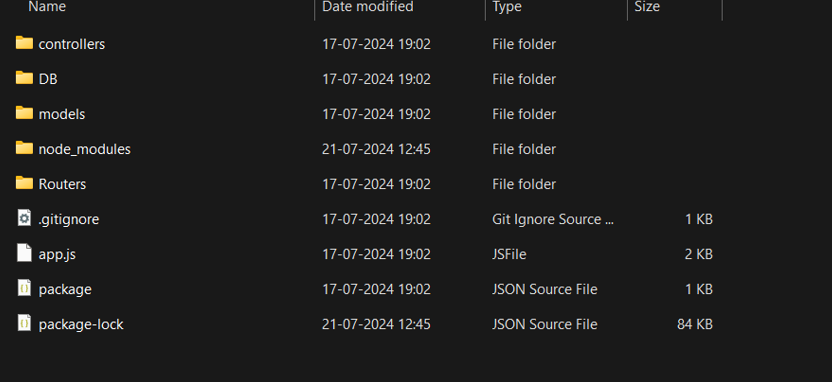 Name Date modified Type Size
controllers 17-07-2024 19:02 File folder
DB 17-07-2024 19:02 File folder
models 17-07-2024 19:02 File folder
node_modules 21-07-2024 12:45 File folder
Routers 17-07-2024 19:02 File folder
.gitignore 17-07-2024 19:02 Git Ignore Source ... 1 KB
app.js 17-07-2024 19:02 JSFile 2 KB
package 17-07-2024 19:02 JSON Source File 1 KB
package-lock 21-07-2024 12:45 JSON Source File 84 KB